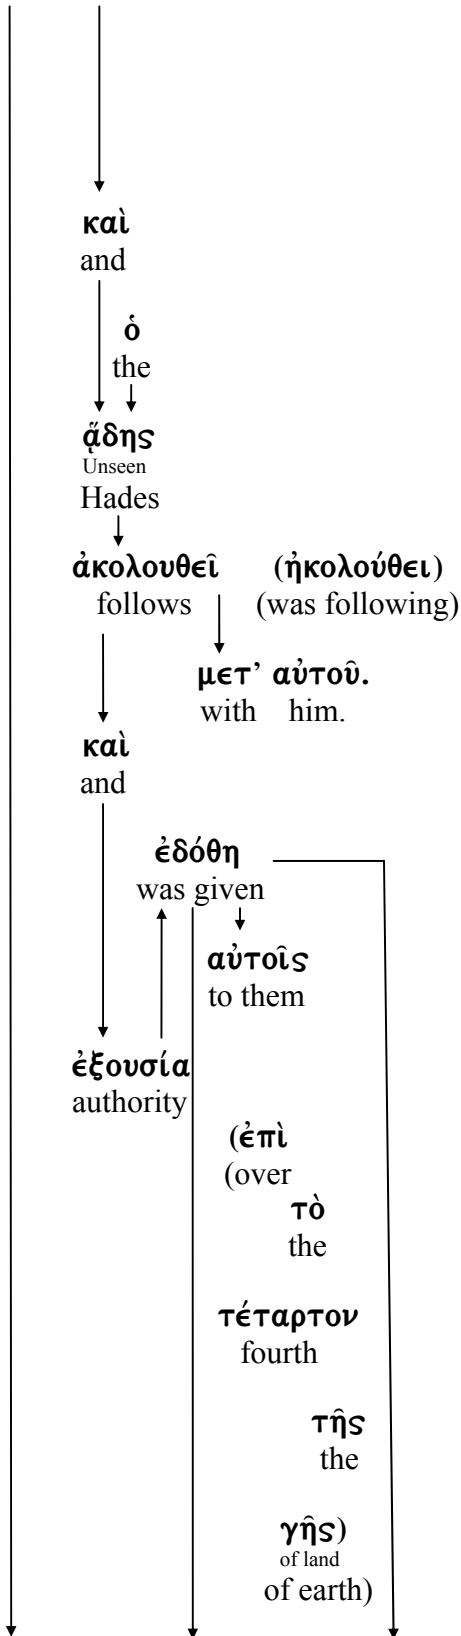 καὶ
and
ὁ
the
ᾅδης
Unseen
Hades
ἀκολουθεῖ (ἠκολούθει)
follows (was following)
μετ’ αὐτοῦ.
with him.
καὶ
and
ἐδόθη
was given
αὐτοῖς
to them
ἐξουσία
authority
(ἐπὶ
(over
τὸ
the
τέταρτον
fourth
τῆς
the
γῆς)
of land
of earth)